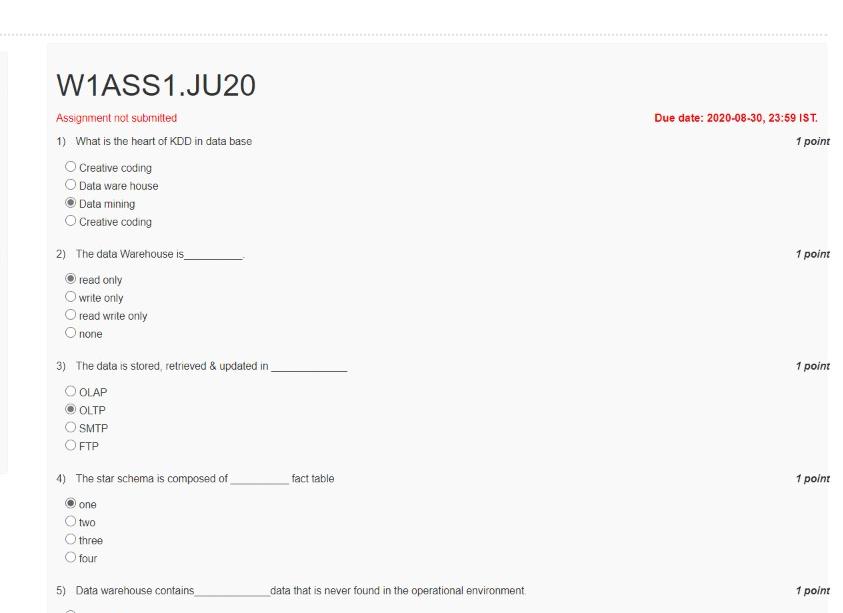 W1ASS1.JU20
Assignment not submitted Due date: 2020-08-30, 23:59 IST.
1) What is the heart of KDD in data base 1 point
Creative coding
Data ware house
Data mining
Creative coding
2) The data Warehouse is__________. 1 point
read only
write only
read write only
none
3) The data is stored, retrieved & updated in _____________ 1 point
OLAP
OLTP
SMTP
FTP
4) The star schema is composed of __________ fact table 1 point
one
two
three
four
5) Data warehouse contains_____________data that is never found in the operational environment. 1 point